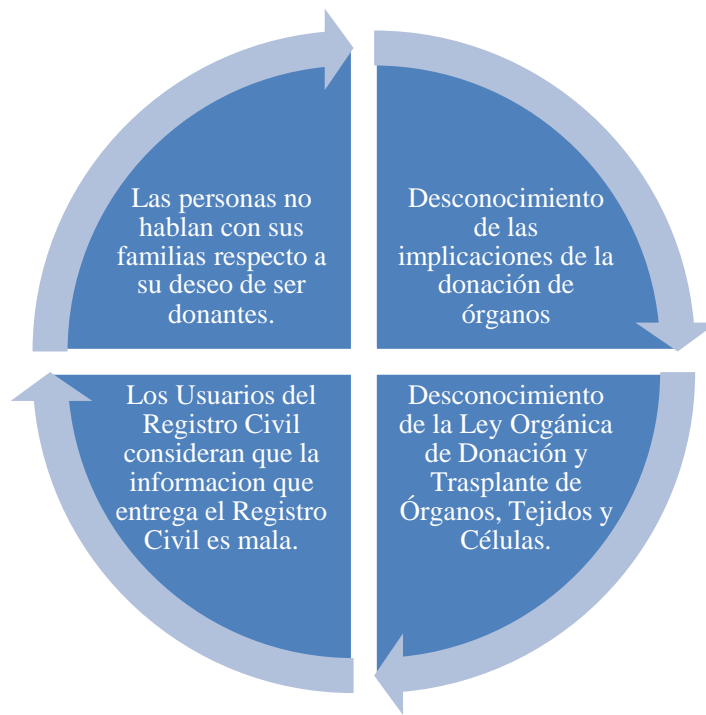 Las personas no
hablan con sus
familias respecto a
su deseo de ser
donantes.
Desconocimiento
de las
implicaciones de la
donación de
órganos
Los Usuarios del
Registro Civil
consideran que la
informacion que
entrega el Registro
Civil es mala.
Desconocimiento
de la Ley Orgánica
de Donación y
Trasplante de
Órganos, Tejidos y
Células.